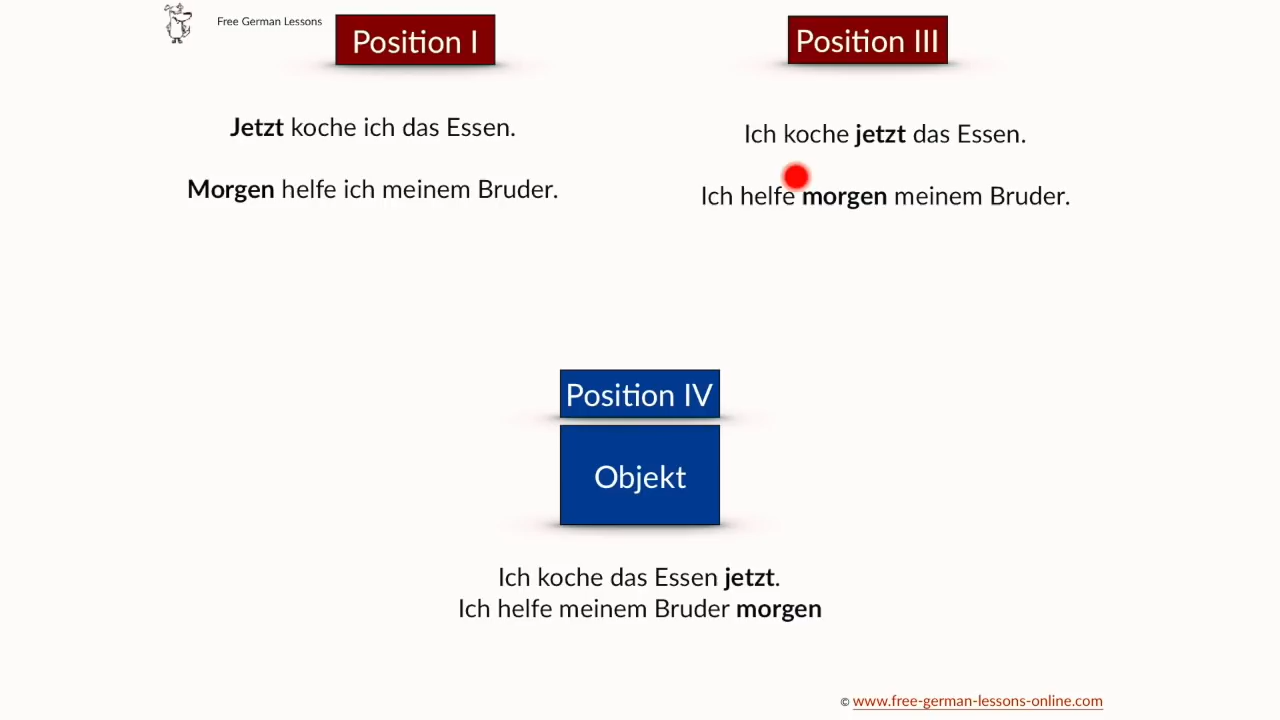 Free German Lessons
Position I
Jetzt koche ich das Essen.
Morgen helfe ich meinem Bruder.
Position III
Ich koche jetzt das Essen.
Ich helfe morgen meinem Bruder.
Position IV
Objekt
Ich koche das Essen jetzt.
Ich helfe meinem Bruder morgen
© www.free-german-lessons-online.com